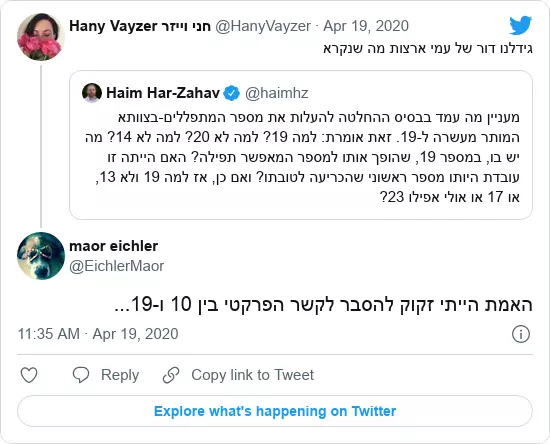 Hany Vayzer חני וייזר @HanyVayzer · Apr 19, 2020
גידלנו דור של עמי ארצות מה שנקרא
Haim Har-Zahav @haimhz
מעניין מה עמד בבסיס ההחלטה להעלות את מספר המתפללים-בצוותא
המותר מעשרה ל-19. זאת אומרת: למה 19? למה לא 20? למה לא 14? מה
יש בו, במספר 19, שהופך אותו למספר המאפשר תפילה? האם הייתה זו
עובדת היותו מספר ראשוני שהכריעה לטובתו? ואם כן, אז למה 19 ולא 13,
או 17 או אולי אפילו 23?
maor eichler
@EichlerMaor
האמת הייתי זקוק להסבר לקשר הפרקטי בין 10 ו-19...
11:35 AM · Apr 19, 2020
Reply
Copy link to Tweet
Explore what's happening on Twitter